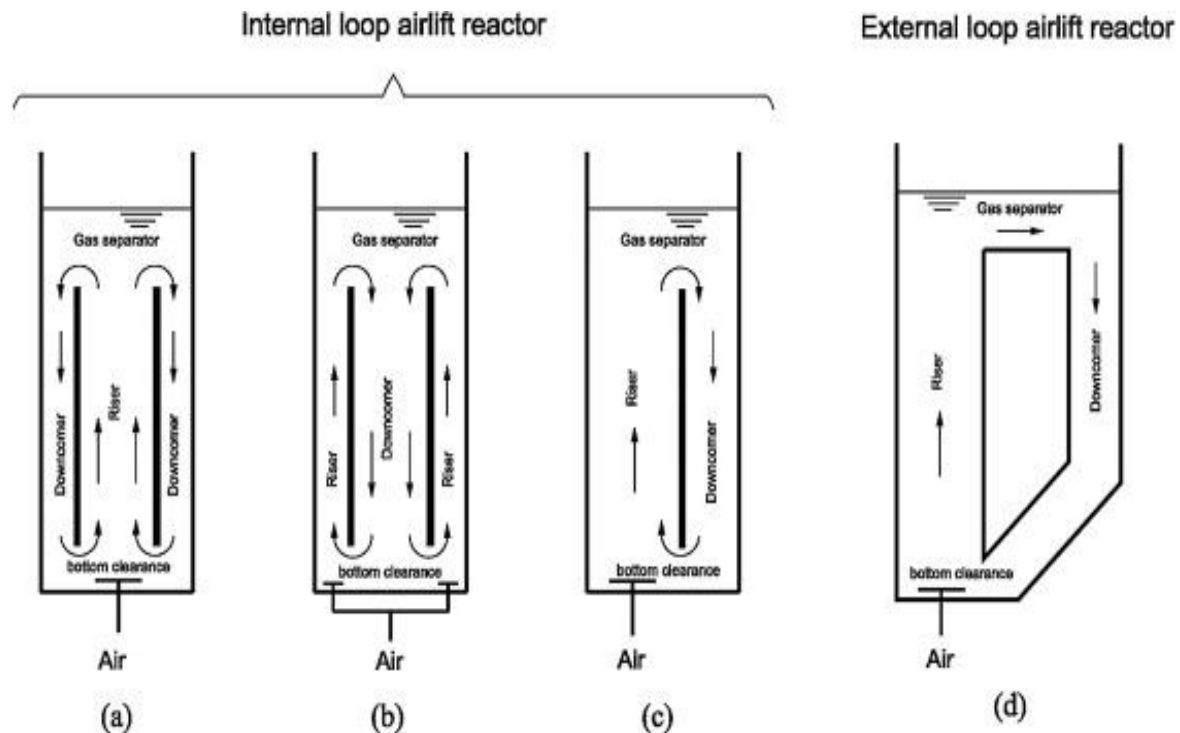 Internal loop airlift reactor
External loop airlift reactor
Gas separator
Downcomer
Riser
Downcomer
bottom clearance
Air
(a)
Gas separator
Riser
Downcomer
Riser
bottom clearance
Air
(b)
Gas separator
Riser
Downcomer
bottom clearance
Air
(c)
Gas separator
Riser
Downcomer
bottom clearance
Air
(d)